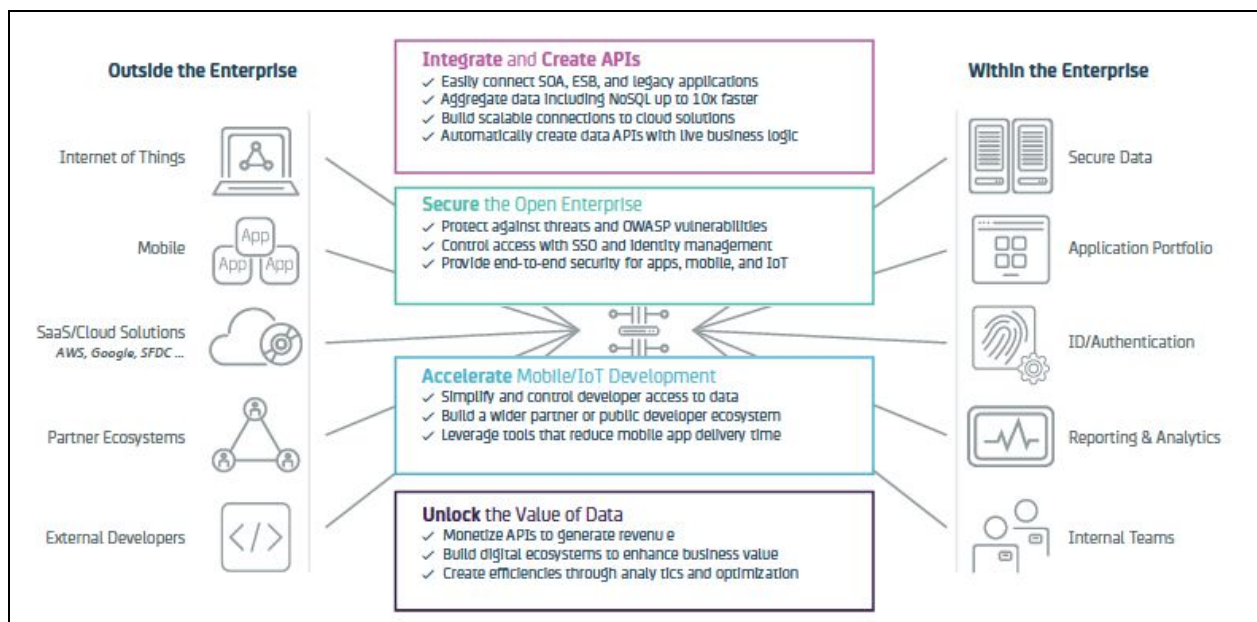 Outside the Enterprise
Internet of Things
Mobile
App
App
App
SaaS/Cloud Solutions
AWS, Google, SFDC ...
Partner Ecosystems
External Developers
</>
Integrate and Create APIs
✓ Easily connect SOA, ESB, and legacy applications
✓ Aggregate data including NoSQL up to 10x faster
✓ Build scalable connections to cloud solutions
✓ Automatically create data APIs with live business logic
Secure the Open Enterprise
✓ Protect against threats and OWASP vulnerabilities
✓ Control access with SSO and identity management
✓ Provide end-to-end security for apps, mobile, and IoT
Accelerate Mobile/IoT Development
✓ Simplify and control developer access to data
✓ Build a wider partner or public developer ecosystem
✓ Leverage tools that reduce mobile app delivery time
Unlock the Value of Data
✓ Monetize APIs to generate revenue
✓ Build digital ecosystems to enhance business value
✓ Create efficiencies through analytics and optimization
Within the Enterprise
Secure Data
Application Portfolio
ID/Authentication
Reporting & Analytics
Internal Teams